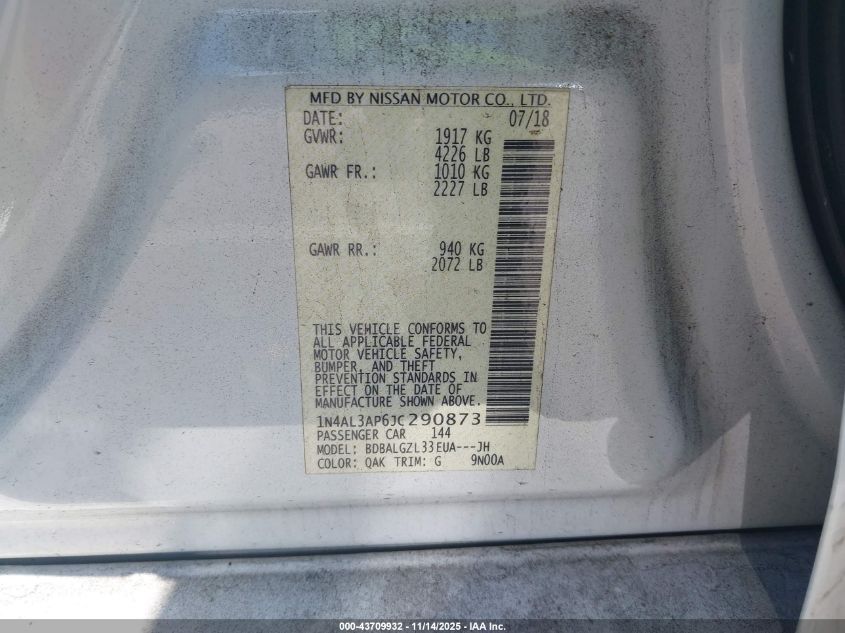 MFD BY NISSAN MOTOR CO., LTD.
DATE: 07/18
GVWR: 1917 KG
4226 LB
GAWR FR.: 1010 KG
2227 LB
GAWR RR.: 940 KG
2072 LB
THIS VEHICLE CONFORMS TO
ALL APPLICABLE FEDERAL
MOTOR VEHICLE SAFETY,
BUMPER, AND THEFT
PREVENTION STANDARDS IN
EFFECT ON THE DATE OF
MANUFACTURE SHOWN ABOVE.
1N4AL3AP6JC290873
PASSENGER CAR 144
MODEL: BDBALGZL33EUA---JH
COLOR: QAK TRIM: G 9N00A
000-43709932 | 11/14/2025 - IAA Inc.